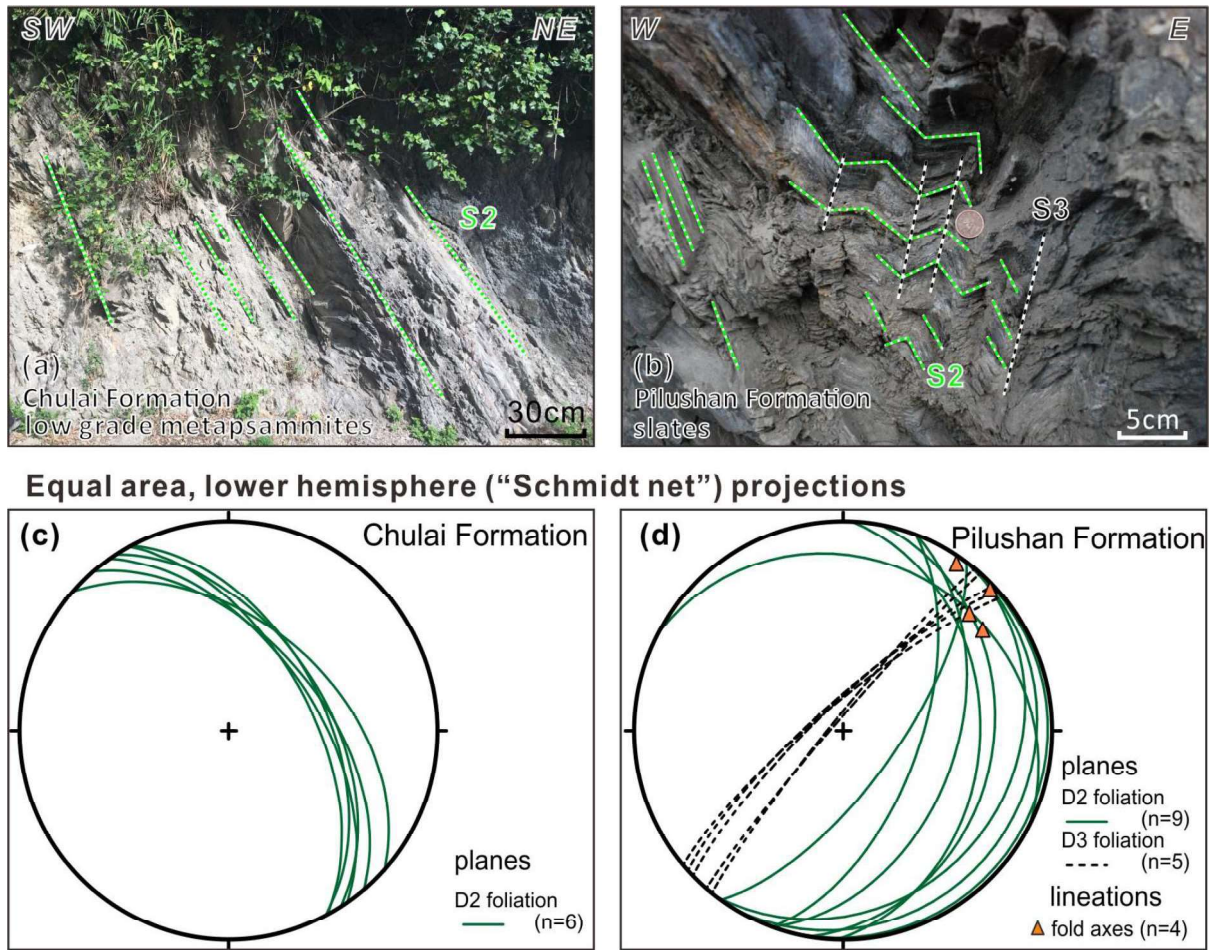 SW NE
S2
(a)
Chulai Formation
low grade metapsammites
30cm
W E
S3
S2
(b)
Pilushan Formation
slates
5cm
Equal area, lower hemisphere (“Schmidt net”) projections
(c) Chulai Formation
planes
D2 foliation
(n=6)
(d) Pilushan Formation
planes
D2 foliation
(n=9)
D3 foliation
(n=5)
lineations
fold axes (n=4)